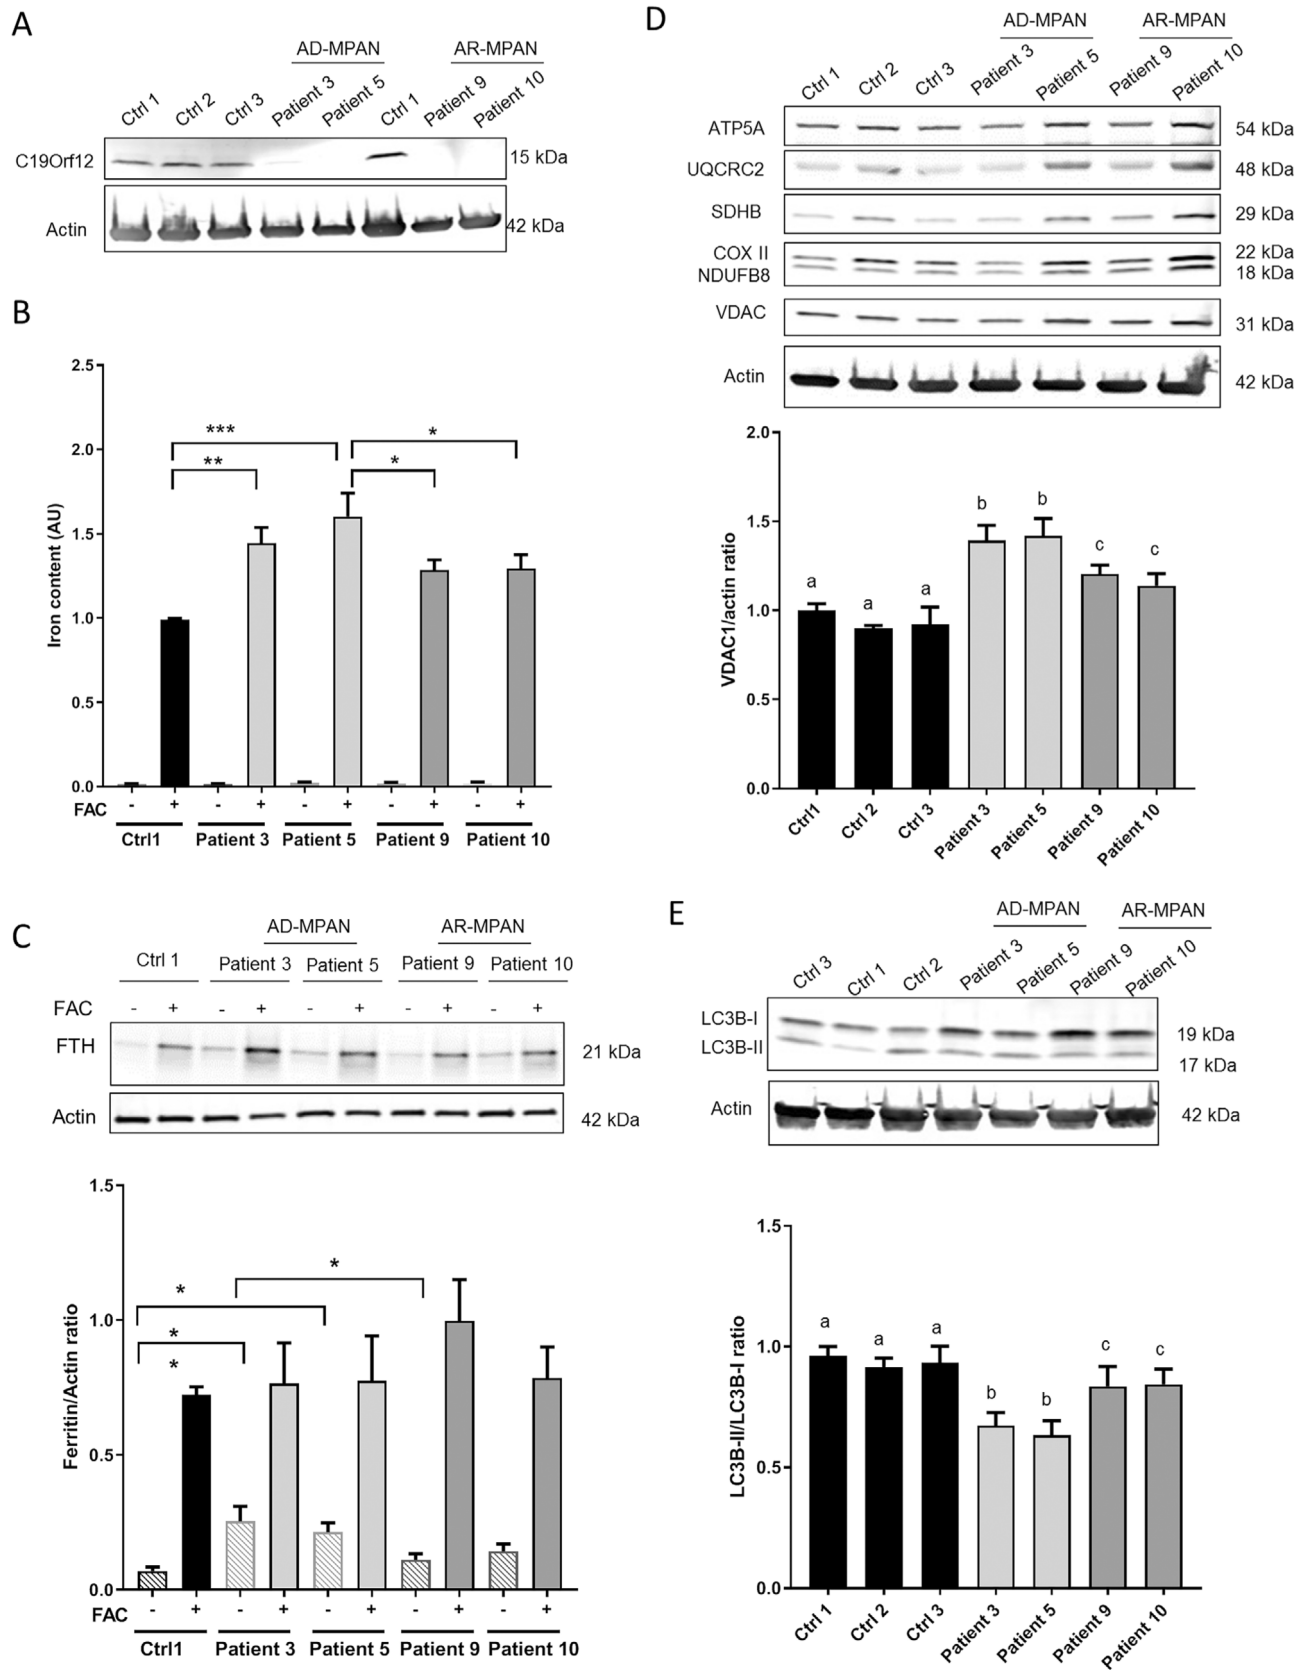 A
AD-MPAN AR-MPAN
Ctrl 1 Ctrl 2 Ctrl 3 Patient 3 Patient 5 Ctrl 1 Patient 9 Patient 10
C19Orf12 15 kDa
Actin 42 kDa
B
2.5
2.0
1.5
1.0
0.5
0.0
Iron content (AU)
*** *
** *
FAC - + - + - + - + - +
Ctrl1 Patient 3 Patient 5 Patient 9 Patient 10
C
AD-MPAN AR-MPAN
Ctrl 1 Patient 3 Patient 5 Patient 9 Patient 10
FAC - + - + - + - + - +
FTH 21 kDa
Actin 42 kDa
1.5
1.0
0.5
0.0
Ferritin/Actin ratio
*
*
*
*
FAC - + - + - + - + - +
Ctrl1 Patient 3 Patient 5 Patient 9 Patient 10
D
AD-MPAN AR-MPAN
Ctrl 1 Ctrl 2 Ctrl 3 Patient 3 Patient 5 Patient 9 Patient 10
ATP5A 54 kDa
UQCRC2 48 kDa
SDHB 29 kDa
COX II 22 kDa
NDUFB8 18 kDa
VDAC 31 kDa
Actin 42 kDa
2.0
1.5
1.0
0.5
0.0
VDAC1/actin ratio
a a a b b c c
Ctrl1 Ctrl 2 Ctrl 3 Patient 3 Patient 5 Patient 9 Patient 10
E
AD-MPAN AR-MPAN
Ctrl 3 Ctrl 1 Ctrl 2 Patient 3 Patient 5 Patient 9 Patient 10
LC3B-I 19 kDa
LC3B-II 17 kDa
Actin 42 kDa
1.5
1.0
0.5
0.0
LC3B-II/LC3B-I ratio
a a a b b c c
Ctrl 1 Ctrl 2 Ctrl 3 Patient 3 Patient 5 Patient 9 Patient 10